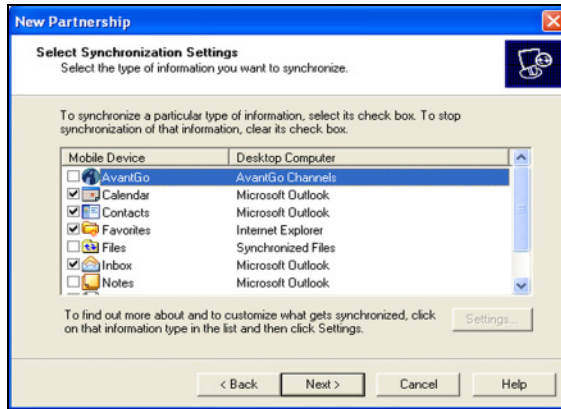 New Partnership
Select Synchronization Settings
Select the type of information you want to synchronize.
To synchronize a particular type of information, select its check box. To stop
synchronization of that information, clear its check box.
Mobile Device Desktop Computer
AvantGo AvantGo Channels
Calendar Microsoft Outlook
Contacts Microsoft Outlook
Favorites Internet Explorer
Files Synchronized Files
Inbox Microsoft Outlook
Notes Microsoft Outlook
To find out more about and to customize what gets synchronized, click
on that information type in the list and then click Settings.
Settings...
< Back Next > Cancel Help